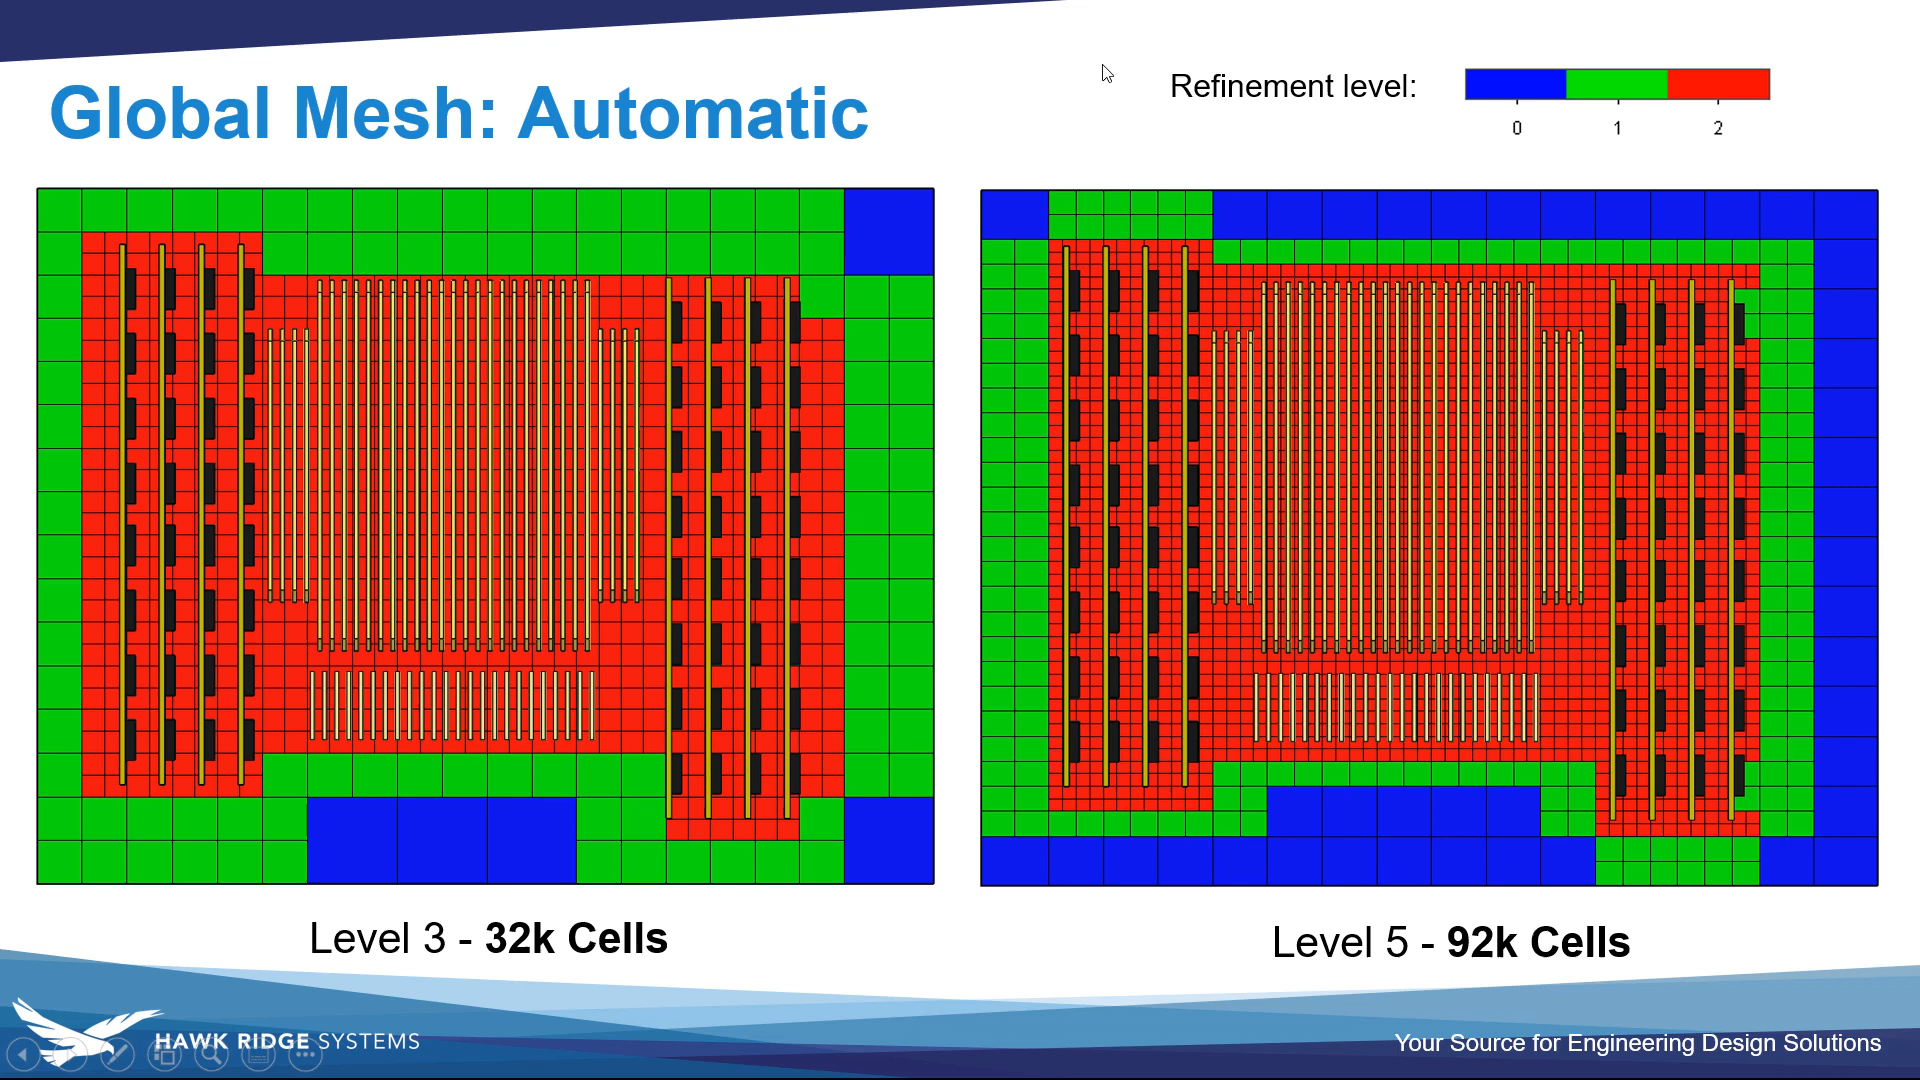 Global Mesh: Automatic
Refinement level:
0 1 2
Level 3 - 32k Cells
Level 5 - 92k Cells
HAWK RIDGE SYSTEMS
Your Source for Engineering Design Solutions